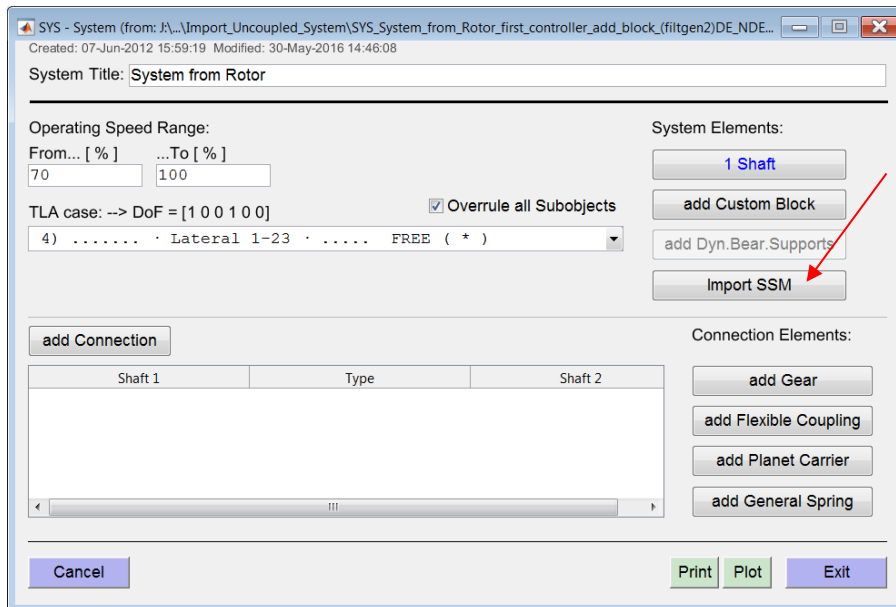 SYS - System (from: J:\...\Import_Uncoupled_System\SYS_System_from_Rotor_first_controller_add_block_(filtgen2)DE_NDE...
Created: 07-Jun-2012 15:59:19 Modified: 30-May-2016 14:46:08
System Title: System from Rotor
Operating Speed Range:
From... [ % ] ...To [ % ]
70 100
TLA case: --> DoF = [1 0 0 1 0 0] Overrule all Subobjects
4) ....... · Lateral 1-23 · ..... FREE ( * )
System Elements:
1 Shaft
add Custom Block
add Dyn.Bear.Supports
Import SSM
add Connection
Shaft 1 Type Shaft 2
Connection Elements:
add Gear
add Flexible Coupling
add Planet Carrier
add General Spring
Cancel Print Plot Exit